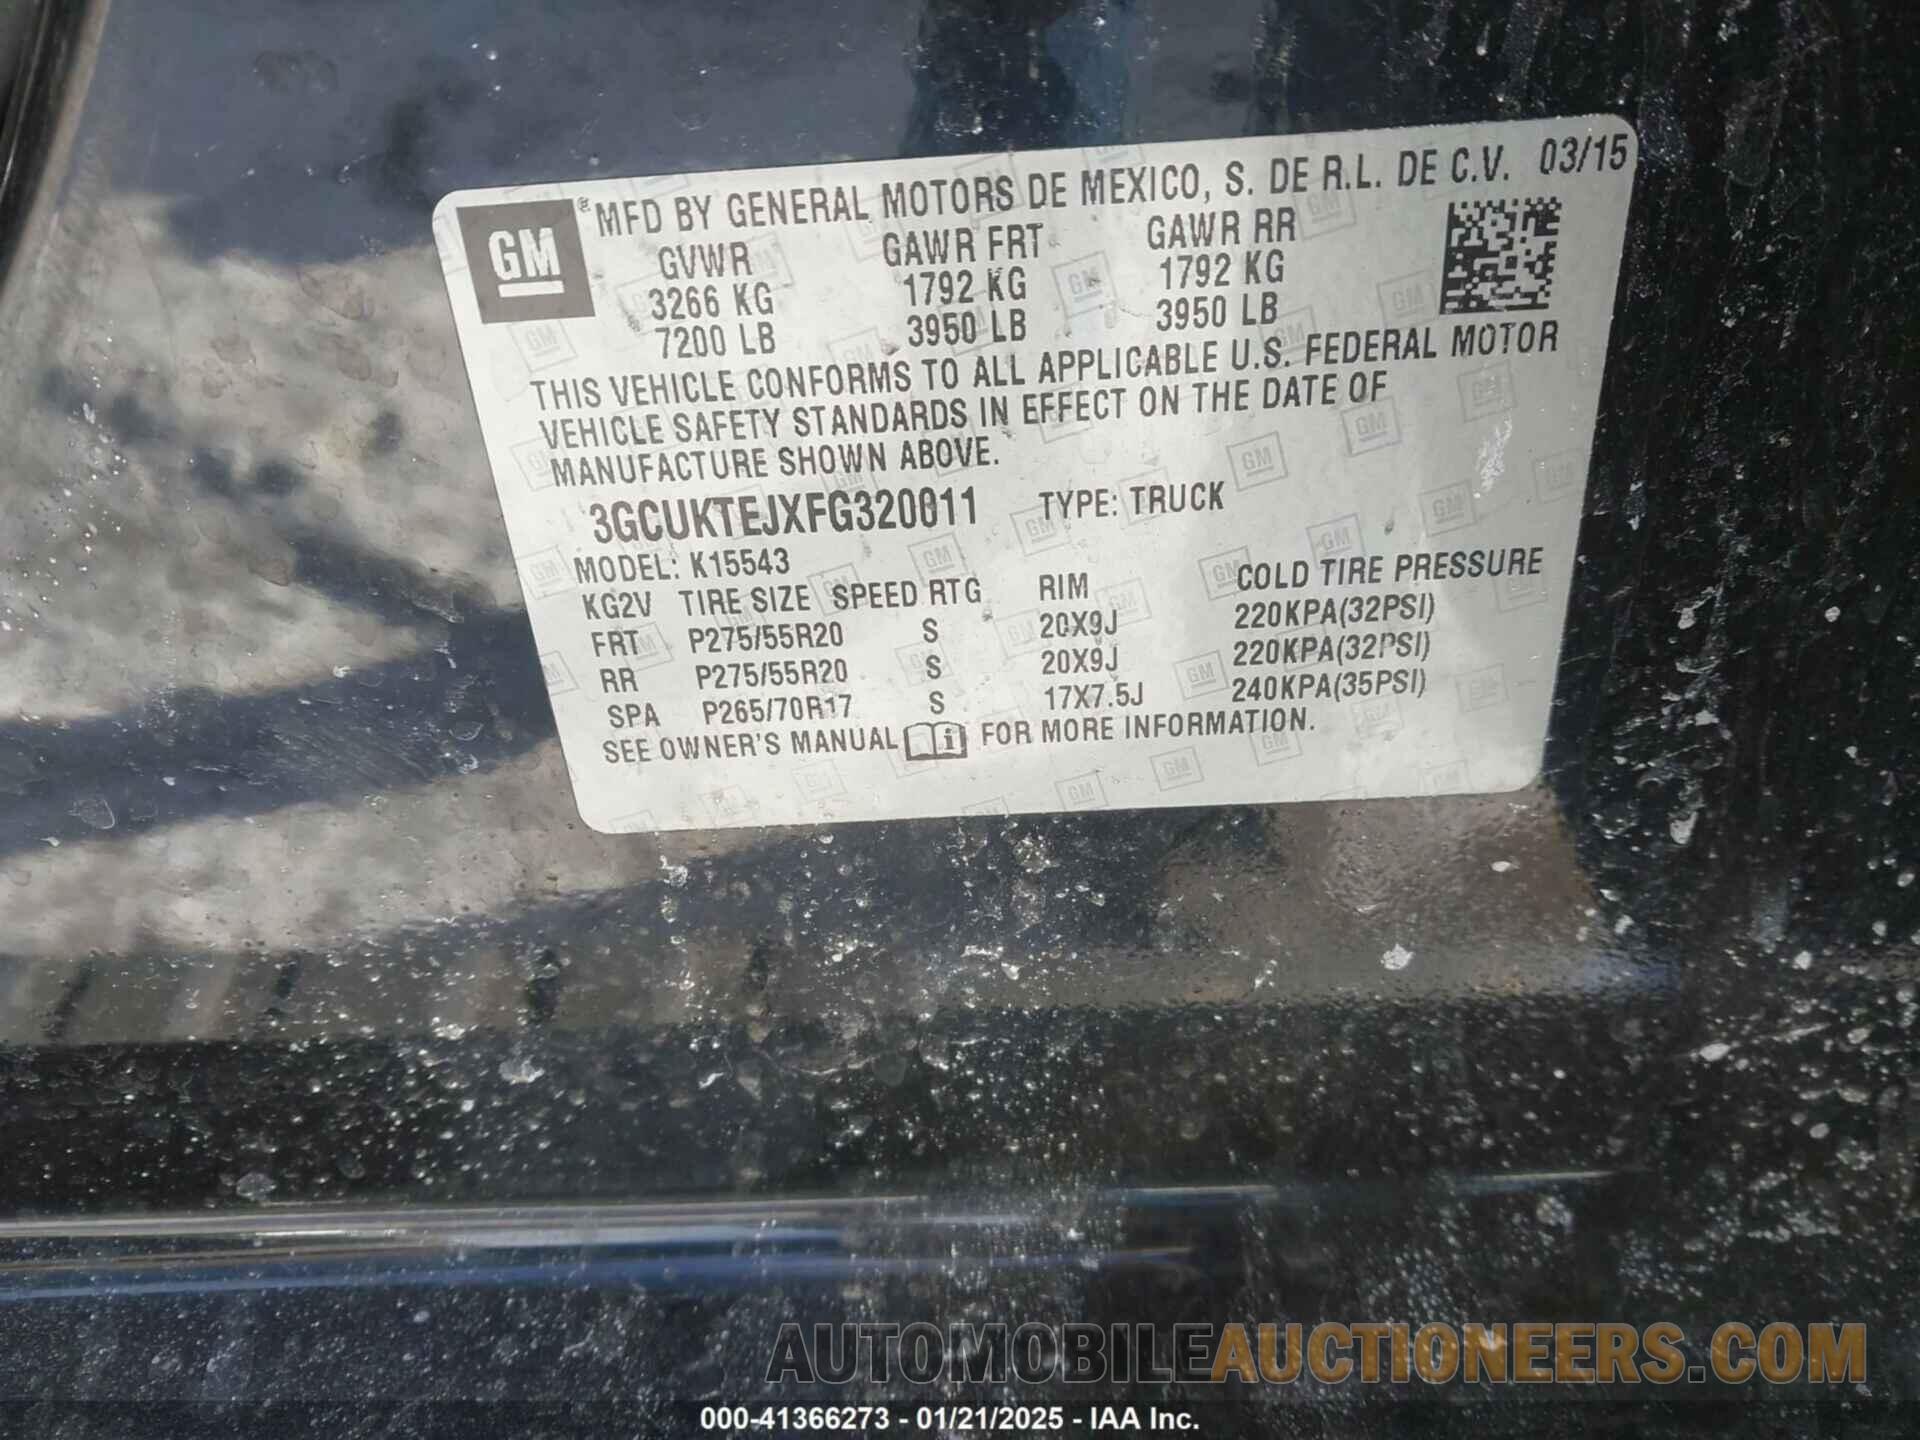 GM ® MFD BY GENERAL MOTORS DE MEXICO, S. DE R.L. DE C.V. 03/15
GVWR GAWR FRT GAWR RR
3266 KG 1792 KG 1792 KG
7200 LB 3950 LB 3950 LB
THIS VEHICLE CONFORMS TO ALL APPLICABLE U.S. FEDERAL MOTOR
VEHICLE SAFETY STANDARDS IN EFFECT ON THE DATE OF
MANUFACTURE SHOWN ABOVE.
3GCUKTEJXFG320011 TYPE: TRUCK
MODEL: K15543
KG2V TIRE SIZE SPEED RTG RIM COLD TIRE PRESSURE
FRT P275/55R20 S 20X9J 220KPA(32PSI)
RR P275/55R20 S 20X9J 220KPA(32PSI)
SPA P265/70R17 S 17X7.5J 240KPA(35PSI)
SEE OWNER'S MANUAL i FOR MORE INFORMATION.
AUTOMOBILEAUCTIONEERS.COM
000-41366273 - 01/21/2025 - IAA Inc.